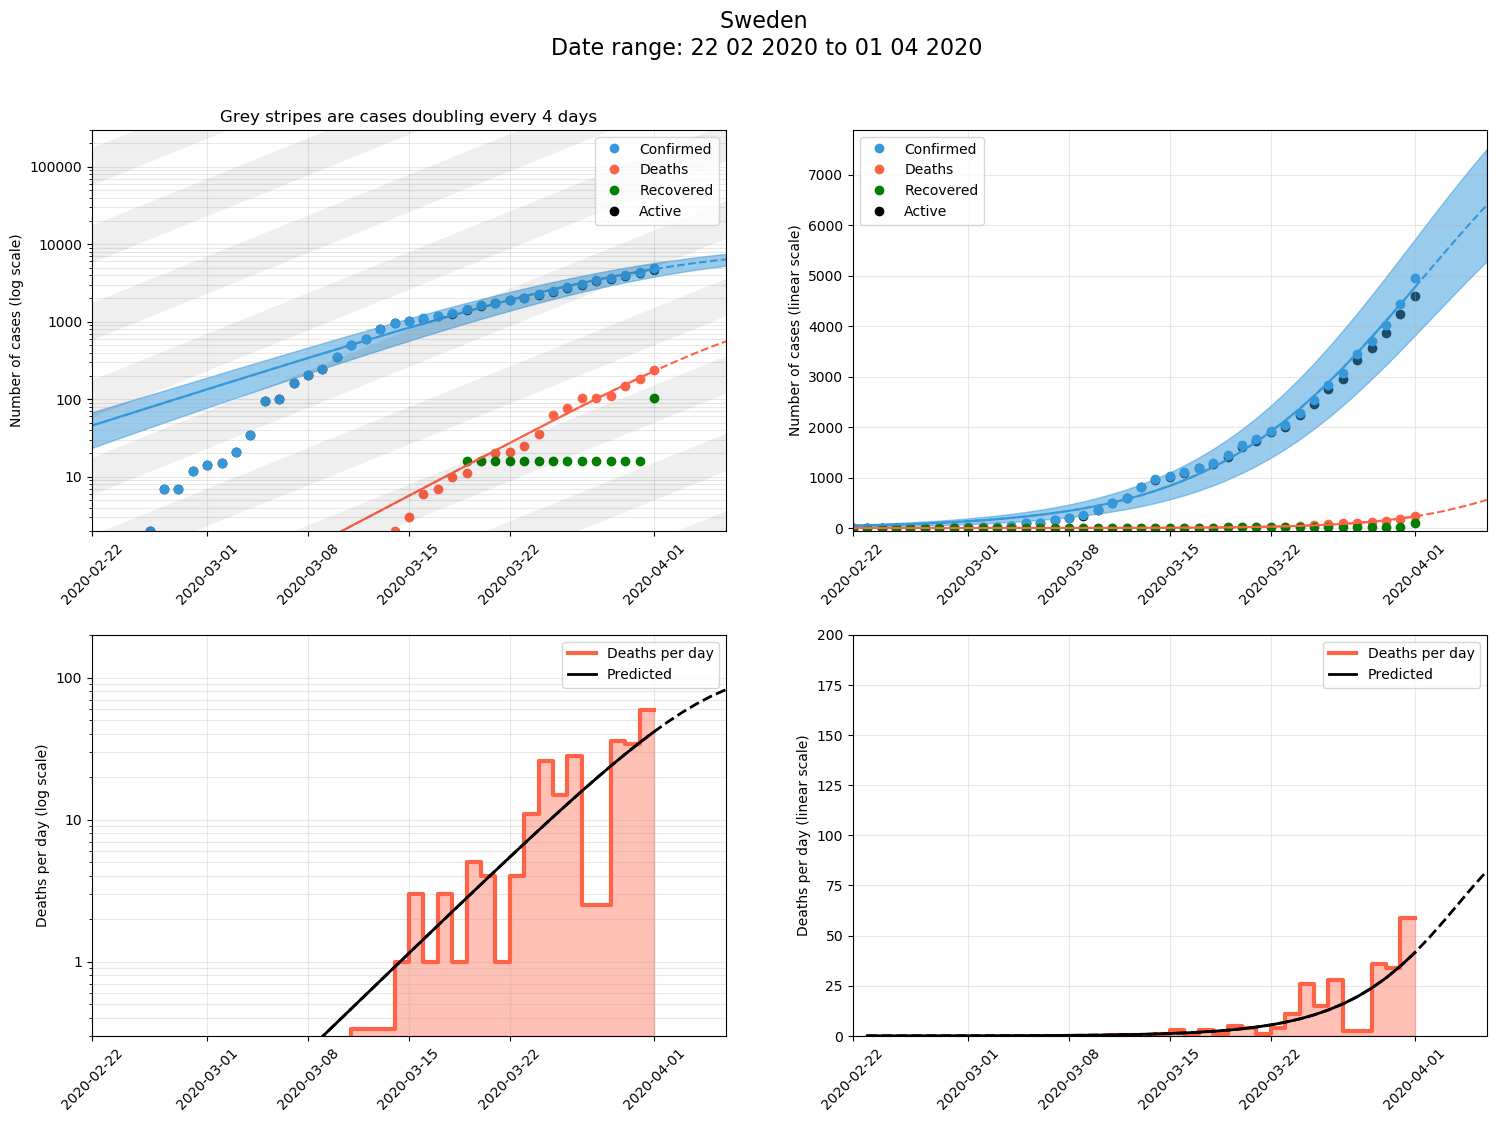 Sweden
Date range: 22 02 2020 to 01 04 2020
Grey stripes are cases doubling every 4 days
Number of cases (log scale)
100000
10000
1000
100
10
Confirmed
Deaths
Recovered
Active
2020-02-22
2020-03-01
2020-03-08
2020-03-15
2020-03-22
2020-04-01
Number of cases (linear scale)
7000
6000
5000
4000
3000
2000
1000
0
Confirmed
Deaths
Recovered
Active
2020-02-22
2020-03-01
2020-03-08
2020-03-15
2020-03-22
2020-04-01
Deaths per day (log scale)
100
10
1
Deaths per day
Predicted
2020-02-22
2020-03-01
2020-03-08
2020-03-15
2020-03-22
2020-04-01
Deaths per day (linear scale)
200
175
150
125
100
75
50
25
0
Deaths per day
Predicted
2020-02-22
2020-03-01
2020-03-08
2020-03-15
2020-03-22
2020-04-01